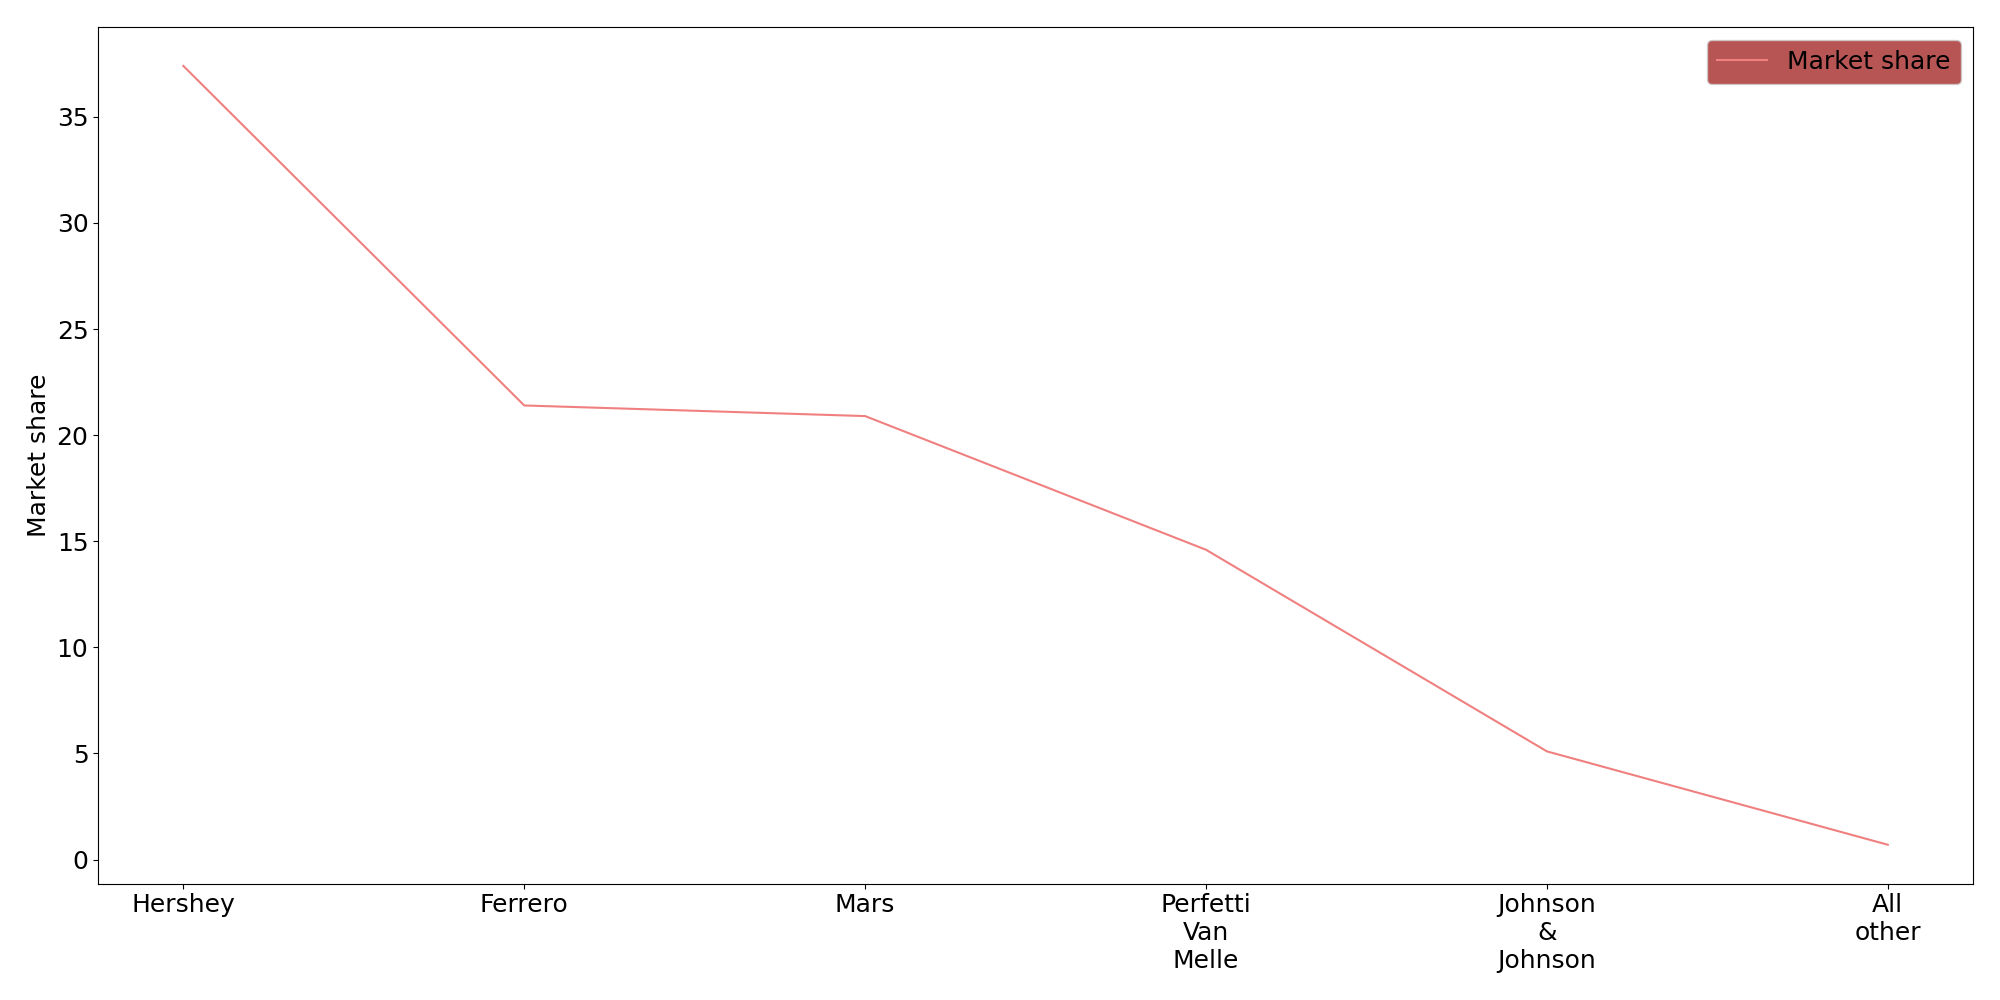 Market share
35
30
25
20
15
10
5
0
Market share
Hershey
Ferrero
Mars
Perfetti
Van
Melle
Johnson
&
Johnson
All
other